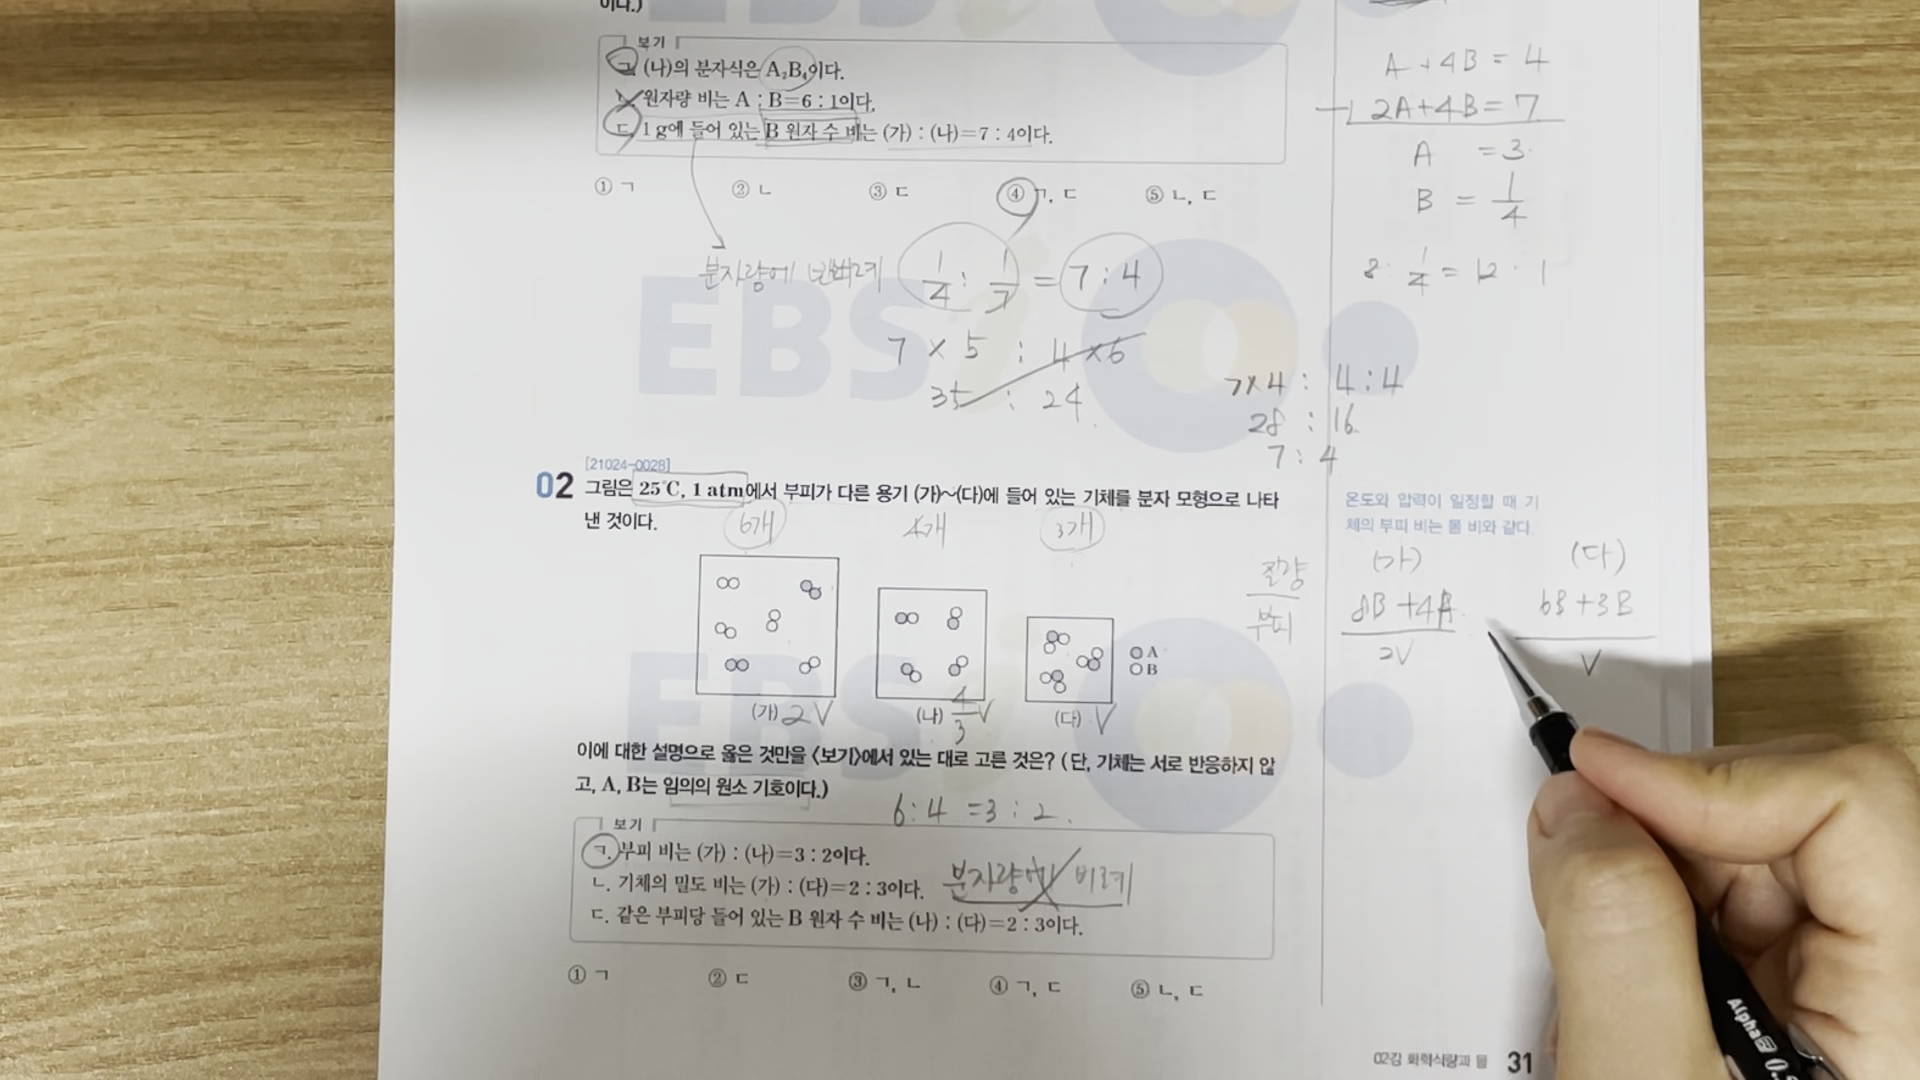 이다.)
보기
ㄱ. (나)의 분자식은 A₂B₄이다.
ㄴ. 원자량 비는 A : B=6 : 1이다.
ㄷ. 1 g에 들어 있는 B 원자 수 비는 (가) : (나)=7 : 4이다.
① ㄱ ② ㄴ ③ ㄷ ④ ㄱ, ㄷ ⑤ ㄴ, ㄷ
분자량에 반비례 1/4 : 1/7 = 7 : 4
7 × 5 : 4 × 6
35 : 24
A + 4B = 4
2A + 4B = 7
A = 3
B = 1/4
8 · 1/4 = 12 · 1
7×4 : 4 : 4
28 : 16
7 : 4
EBSi
[21024-0028]
02 그림은 25℃, 1 atm에서 부피가 다른 용기 (가)~(다)에 들어 있는 기체를 분자 모형으로 나타
낸 것이다.
6개 4개 3개
A
B
(가) 2V (나) 4/3 V (다) V
온도와 압력이 일정할 때 기
체의 부피 비는 몰 비와 같다.
질량
부피
(가) (다)
8B + 4A
2V
+ 3B
V
이에 대한 설명으로 옳은 것만을 <보기>에서 있는 대로 고른 것은? (단, 기체는 서로 반응하지 않
고, A, B는 임의의 원소 기호이다.)
6 : 4 = 3 : 2
보기
ㄱ. 부피 비는 (가) : (나)=3 : 2이다.
ㄴ. 기체의 밀도 비는 (가) : (다)=2 : 3이다. 분자량에 비례
ㄷ. 같은 부피당 들어 있는 B 원자 수 비는 (나) : (다)=2 : 3이다.
① ㄱ ② ㄷ ③ ㄱ, ㄴ ④ ㄱ, ㄷ ⑤ ㄴ, ㄷ
02강 화학식량과 몰 31
Alpha